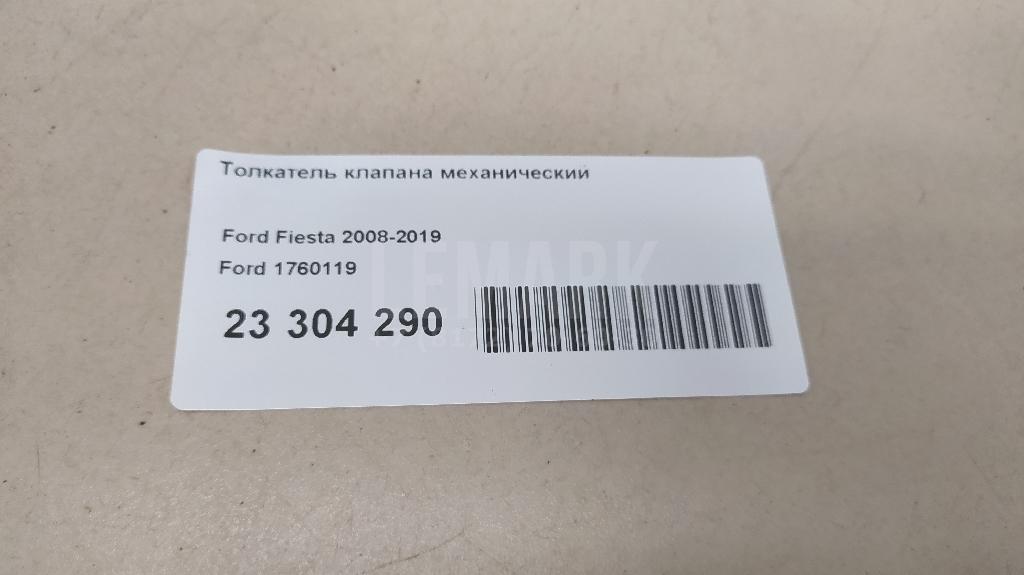 Толкатель клапана механический
Ford Fiesta 2008-2019
Ford 1760119
LEMARK
23 304 290